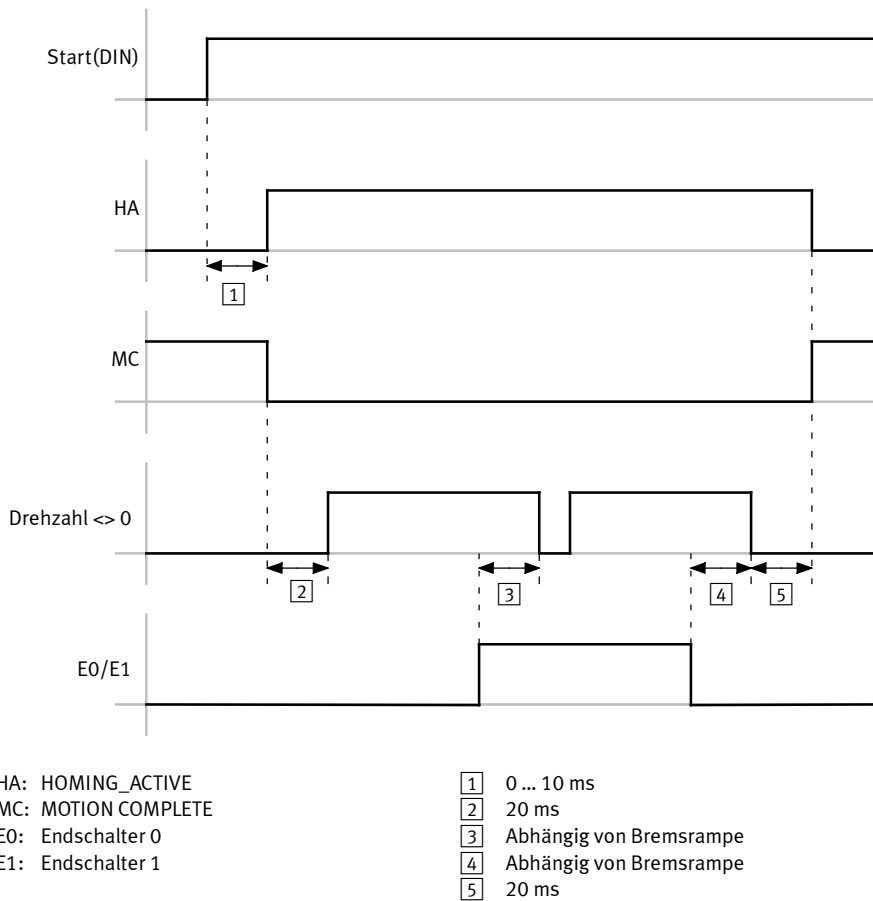 Start(DIN)
HA
1
MC
Drehzahl <> 0
2
3
4
5
E0/E1
HA: HOMING_ACTIVE
MC: MOTION COMPLETE
E0: Endschalter 0
E1: Endschalter 1
1 0 ... 10 ms
2 20 ms
3 Abhängig von Bremsrampe
4 Abhängig von Bremsrampe
5 20 ms